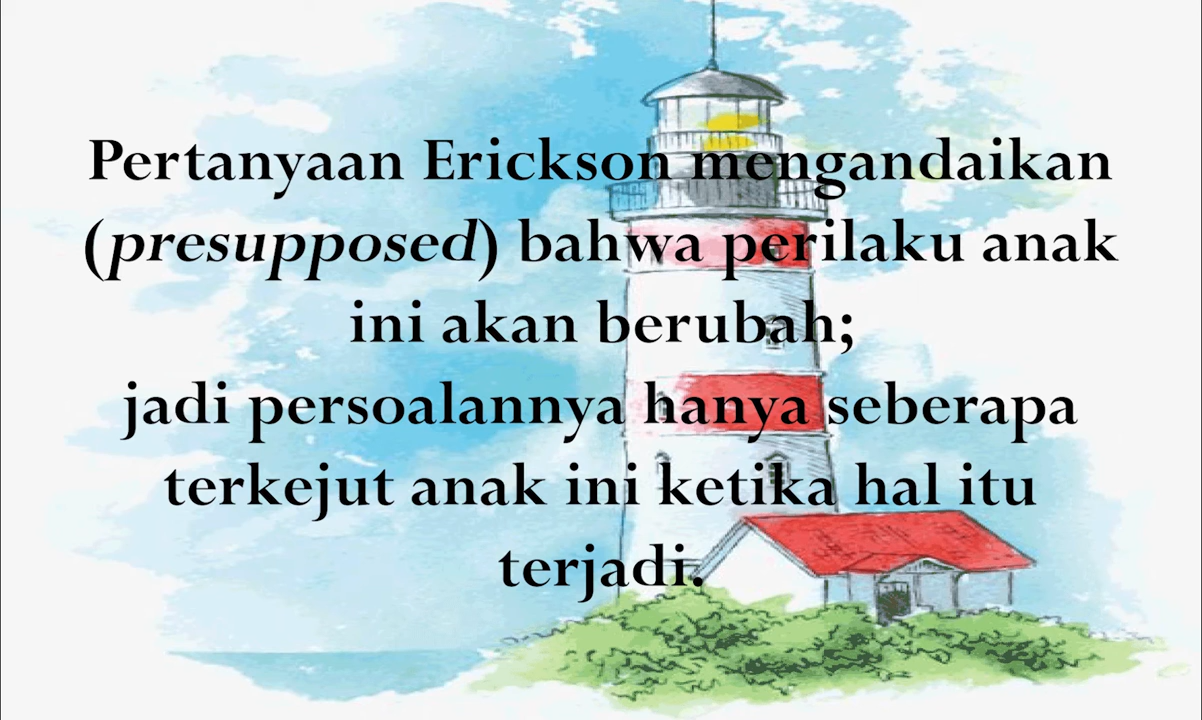 Pertanyaan Erickson mengandaikan
(presupposed) bahwa perilaku anak
ini akan berubah;
jadi persoalannya hanya seberapa
terkejut anak ini ketika hal itu
terjadi.